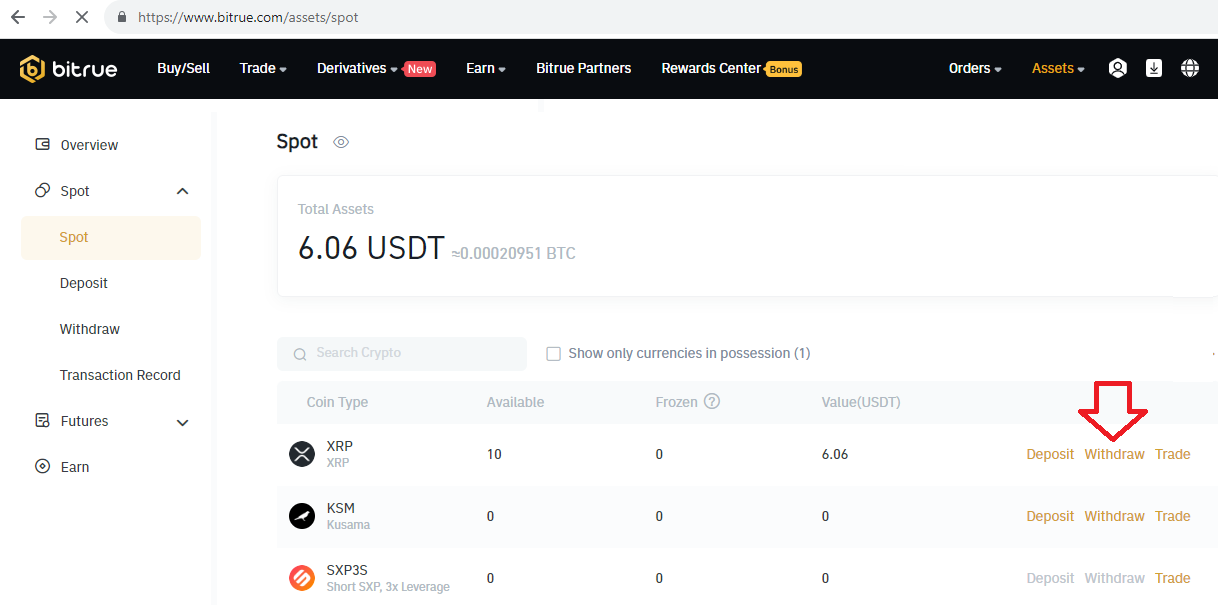 https://www.bitrue.com/assets/spot
bitrue Buy/Sell Trade Derivatives New Earn Bitrue Partners Rewards Center Bonus Orders Assets
Overview
Spot
Spot
Deposit
Withdraw
Transaction Record
Futures
Earn
Spot
Total Assets
6.06 USDT ≈0.00020951 BTC
Search Crypto Show only currencies in possession (1)
Coin Type Available Frozen ? Value(USDT)
XRP
XRP
10 0 6.06 Deposit Withdraw Trade
KSM
Kusama
0 0 0 Deposit Withdraw Trade
SXP3S
Short SXP, 3x Leverage
0 0 0 Deposit Withdraw Trade